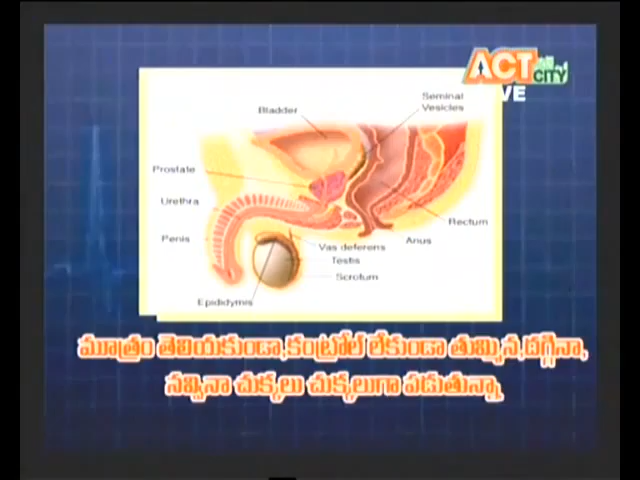 ACT
CITY
VE
Seminal
Vesicles
Bladder
Prostate
Urethra
Penis
Rectum
Anus
Vas deferens
Testis
Scrotum
Epididymis
మూత్రం తెలియకుండా,కంట్రోల్ లేకుండా తుమ్మిన,దగ్గినా,
నవ్వినా చుక్కలు చుక్కలుగా పడుతున్నా